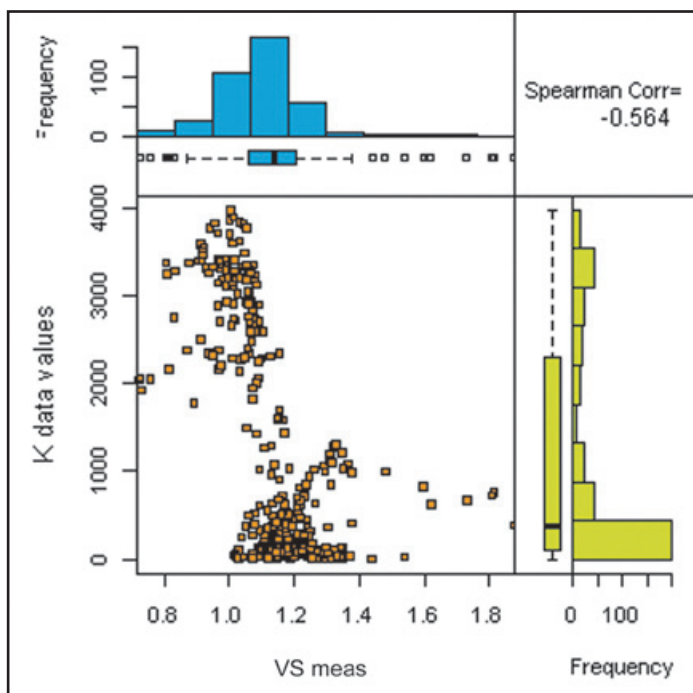 Frequency
100
0
Spearman Corr=
-0.564
K data values
4000
3000
2000
1000
0
0.8 1.0 1.2 1.4 1.6 1.8
VS meas
0 100
Frequency